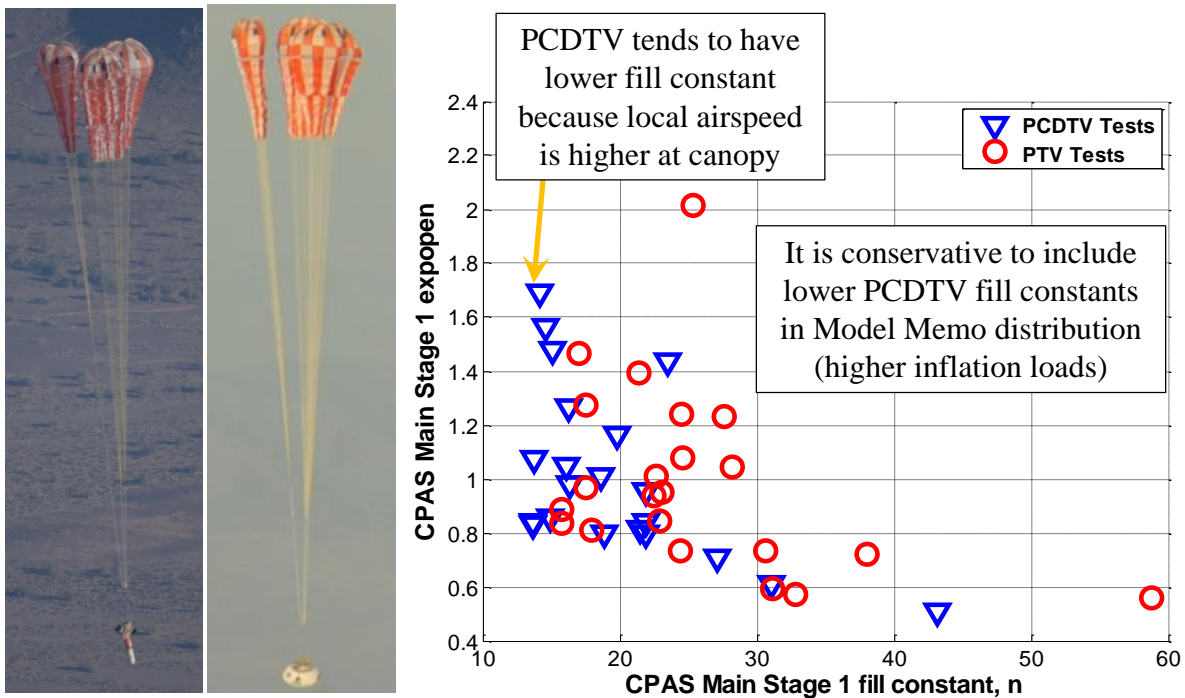 PCDTV tends to have
lower fill constant
because local airspeed
is higher at canopy
PCDTV Tests
PTV Tests
It is conservative to include
lower PCDTV fill constants
in Model Memo distribution
(higher inflation loads)
CPAS Main Stage 1 expopen
2.4
2.2
2
1.8
1.6
1.4
1.2
1
0.8
0.6
0.4
10 20 30 40 50 60
CPAS Main Stage 1 fill constant, n